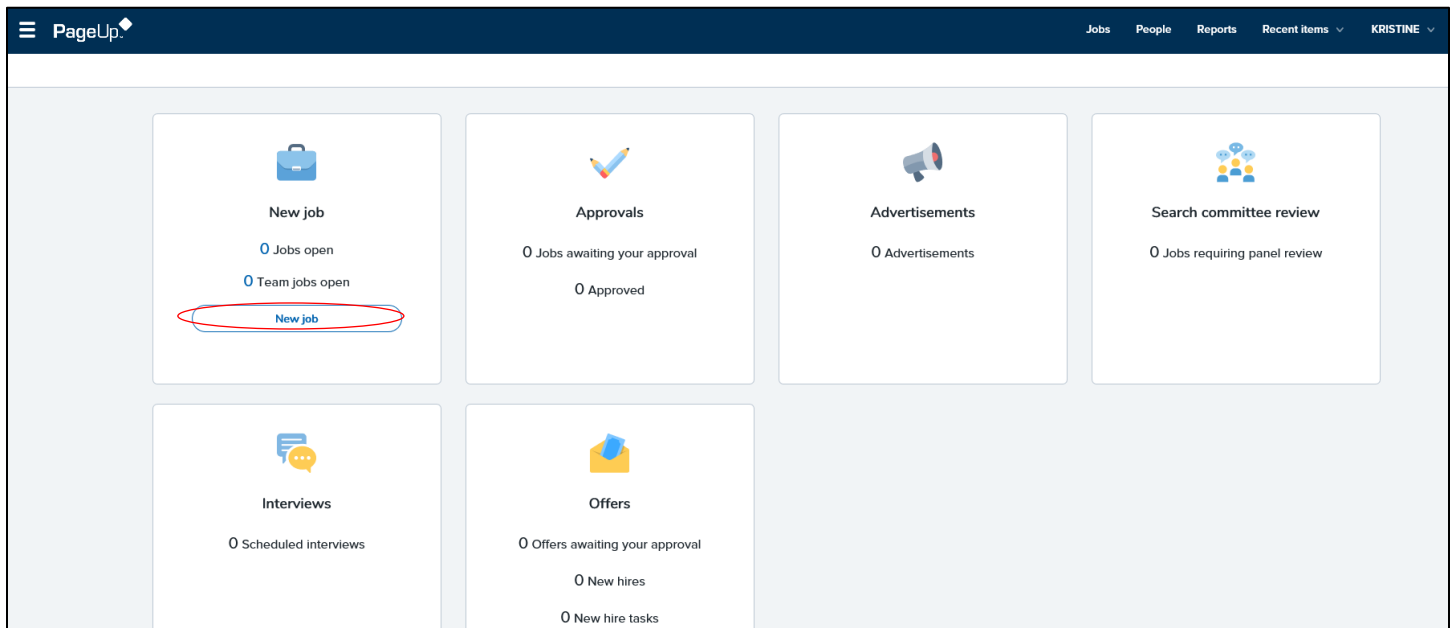 PageUp
Jobs People Reports Recent items KRISTINE
New job
0 Jobs open
0 Team jobs open
New job
Approvals
0 Jobs awaiting your approval
0 Approved
Advertisements
0 Advertisements
Search committee review
0 Jobs requiring panel review
Interviews
0 Scheduled interviews
Offers
0 Offers awaiting your approval
0 New hires
0 New hire tasks